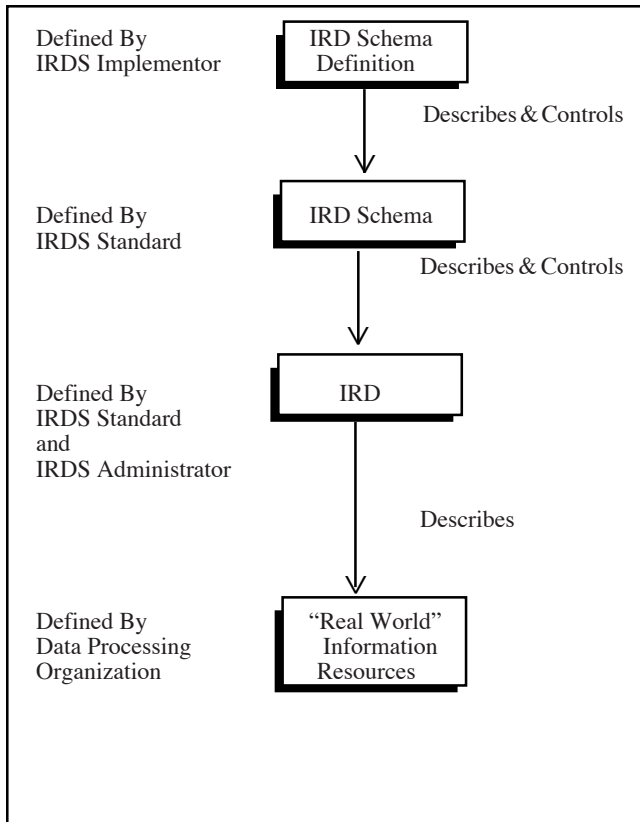 Defined By
IRDS Implementor
IRD Schema
Definition
Describes & Controls
Defined By
IRDS Standard
IRD Schema
Describes & Controls
Defined By
IRDS Standard
and
IRDS Administrator
IRD
Describes
Defined By
Data Processing
Organization
“Real World”
Information
Resources